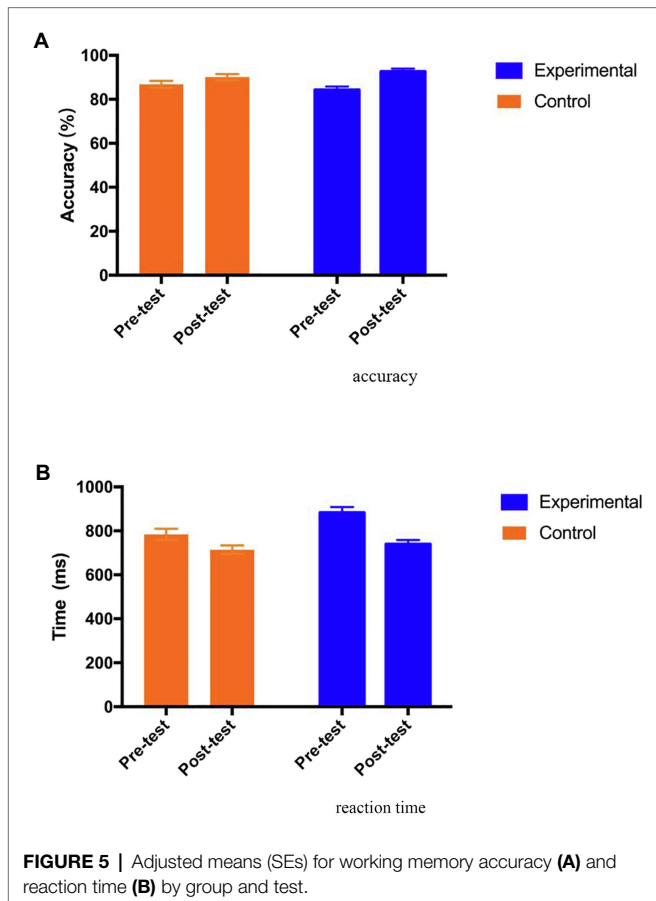 A
Accuracy (%)
100
80
60
40
20
0
Pre-test
Post-test
Pre-test
Post-test
Experimental
Control
accuracy
B
Time (ms)
1000
800
600
400
200
0
Pre-test
Post-test
Pre-test
Post-test
Experimental
Control
reaction time
FIGURE 5 | Adjusted means (SEs) for working memory accuracy (A) and
reaction time (B) by group and test.